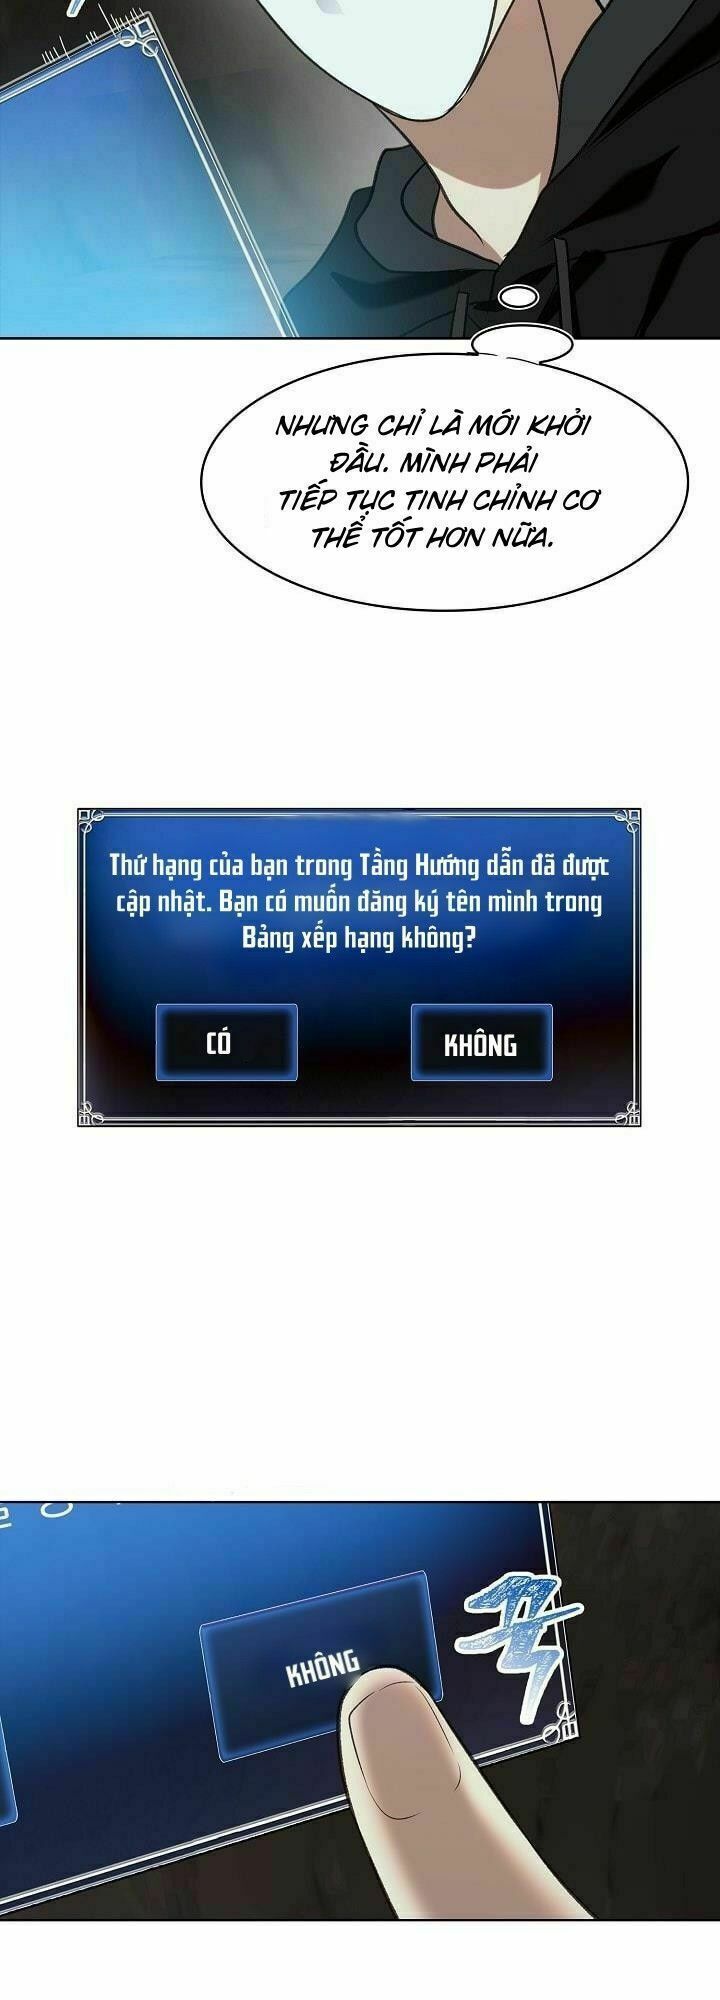 NHƯNG CHỈ LÀ MỚI KHỞI
ĐẦU. MÌNH PHẢI
TIẾP TỤC TINH CHỈNH CƠ
THỂ TỐT HƠN NỮA.
Thứ hạng của bạn trong Tầng Hướng dẫn đã được
cập nhật. Bạn có muốn đăng ký tên mình trong
Bảng xếp hạng không?
CÓ
KHÔNG
KHÔNG